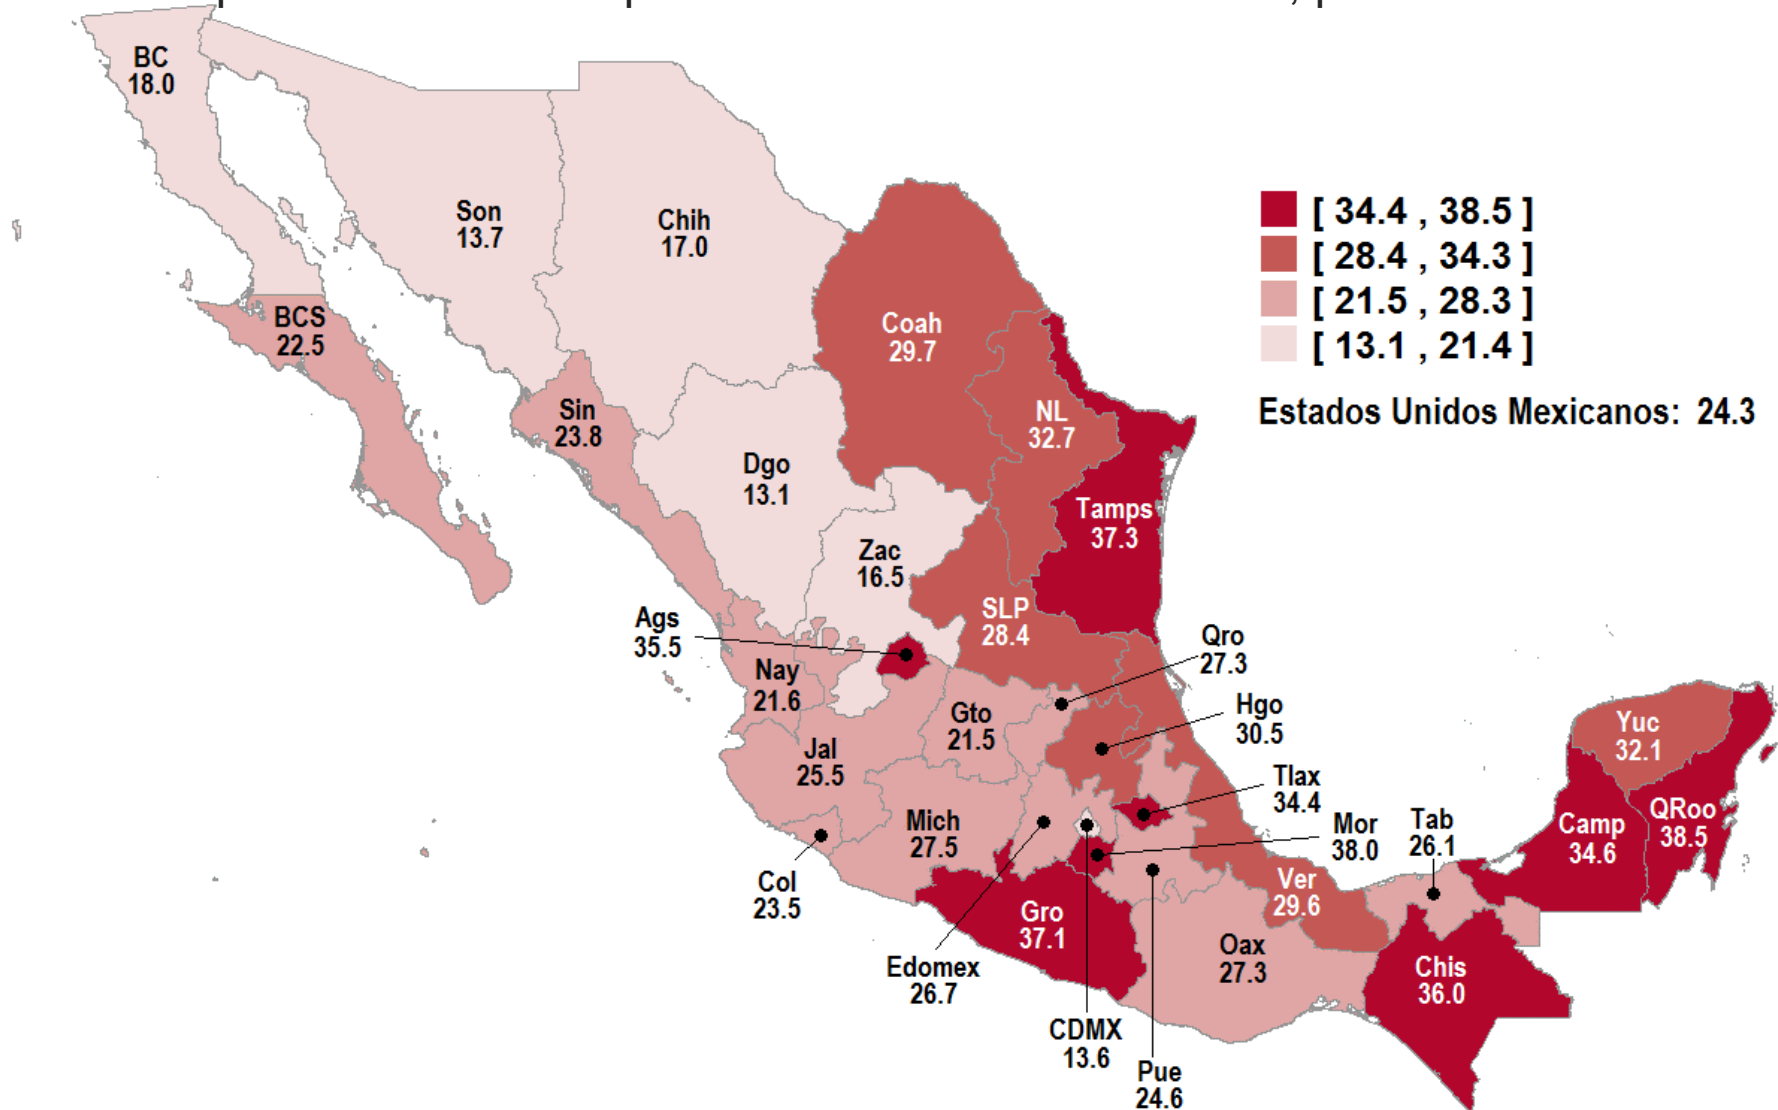 BC
18.0
Son
13.7
Chih
17.0
[ 34.4 , 38.5 ]
[ 28.4 , 34.3 ]
[ 21.5 , 28.3 ]
[ 13.1 , 21.4 ]
Estados Unidos Mexicanos: 24.3
BCS
22.5
Coah
29.7
Sin
23.8
NL
32.7
Dgo
13.1
Tamps
37.3
Zac
16.5
Ags
35.5
SLP
28.4
Qro
27.3
Nay
21.6
Gto
21.5
Hgo
30.5
Yuc
32.1
Jal
25.5
Tlax
34.4
Mich
27.5
Mor
38.0
Tab
26.1
Camp
34.6
QRoo
38.5
Col
23.5
Ver
29.6
Gro
37.1
Edomex
26.7
Oax
27.3
Chis
36.0
CDMX
13.6
Pue
24.6